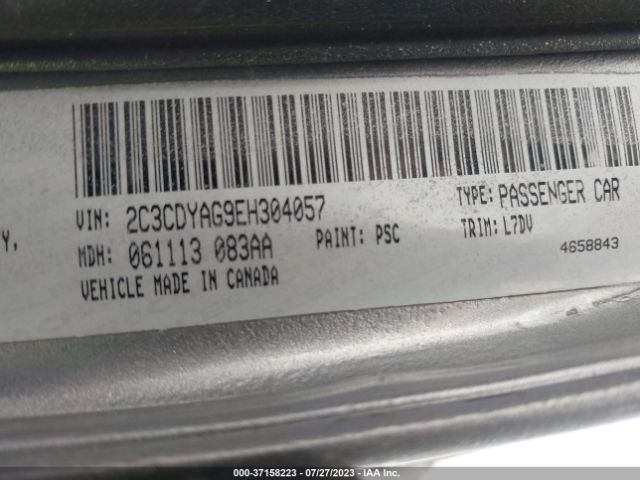 VIN: 2C3CDYAG9EH304057
TYPE: PASSENGER CAR
Y,
MDH: 061113 083AA
PAINT: PSC
TRIM: L7DV
VEHICLE MADE IN CANADA
4658843
000-37158223 / 07/27/2023 - IAA Inc.